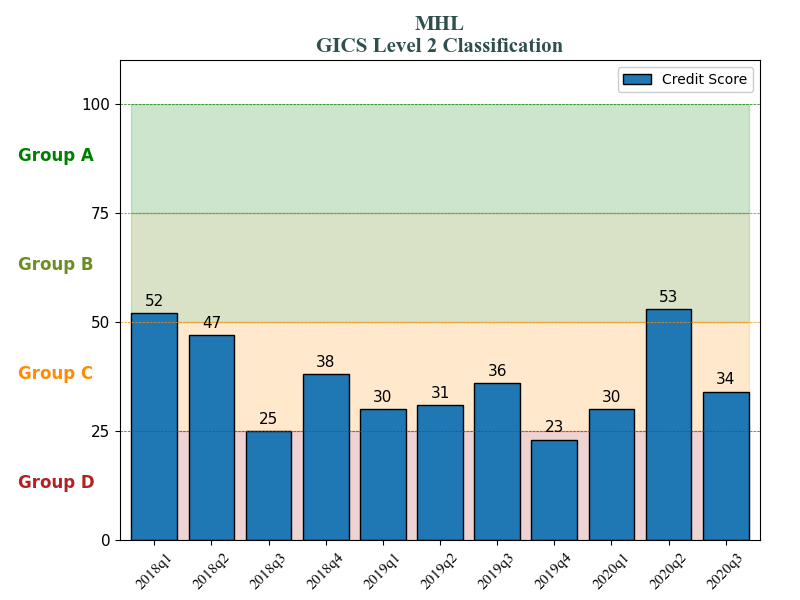 MHL
GICS Level 2 Classification
Credit Score
100
Group A
75
Group B
50
Group C
25
Group D
0
52
47
25
38
30
31
36
23
30
53
34
2018q1
2018q2
2018q3
2018q4
2019q1
2019q2
2019q3
2019q4
2020q1
2020q2
2020q3